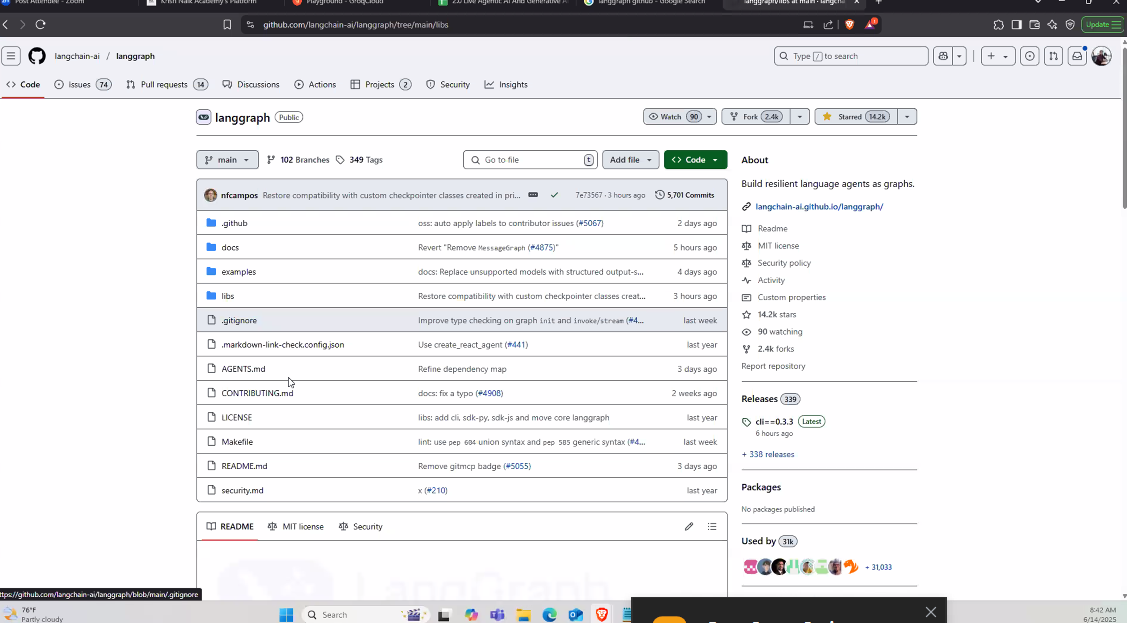 Post Attendee - Zoom
Krish Naik Academy's Platform
Playground - GroqCloud
2.0 Live Agentic AI And Generative A
langgraph github - Google Search
langgraph/libs at main · langch
github.com/langchain-ai/langgraph/tree/main/libs
Update
langchain-ai / langgraph
Type / to search
Code
Issues 74
Pull requests 14
Discussions
Actions
Projects 2
Security
Insights
langgraph Public
Watch 90
Fork 2.4k
Starred 14.2k
main
102 Branches
349 Tags
Go to file t
Add file
Code
nfcampos Restore compatibility with custom checkpointer classes created in pri... 7e73567 · 3 hours ago 5,701 Commits
.github oss: auto apply labels to contributor issues (#5067) 2 days ago
docs Revert "Remove MessageGraph (#4875)" 5 hours ago
examples docs: Replace unsupported models with structured output-s... 4 days ago
libs Restore compatibility with custom checkpointer classes creat... 3 hours ago
.gitignore Improve type checking on graph init and invoke/stream (#4... last week
.markdown-link-check.config.json Use create_react_agent (#441) last year
AGENTS.md Refine dependency map 3 days ago
CONTRIBUTING.md docs: fix a typo (#4908) 2 weeks ago
LICENSE libs: add cli, sdk-py, sdk-js and move core langgraph last year
Makefile lint: use pep 604 union syntax and pep 585 generic syntax (#4... last week
README.md Remove gitmcp badge (#5055) 3 days ago
security.md x (#210) last year
README
MIT license
Security
LangGraph
About
Build resilient language agents as graphs.
langchain-ai.github.io/langgraph/
Readme
MIT license
Security policy
Activity
Custom properties
14.2k stars
90 watching
2.4k forks
Report repository
Releases 339
cli==0.3.3 Latest
6 hours ago
+ 338 releases
Packages
No packages published
Used by 31k
+ 31,033
ttps://github.com/langchain-ai/langgraph/blob/main/.gitignore
76°F
Partly cloudy
Search
8:42 AM
6/14/2025